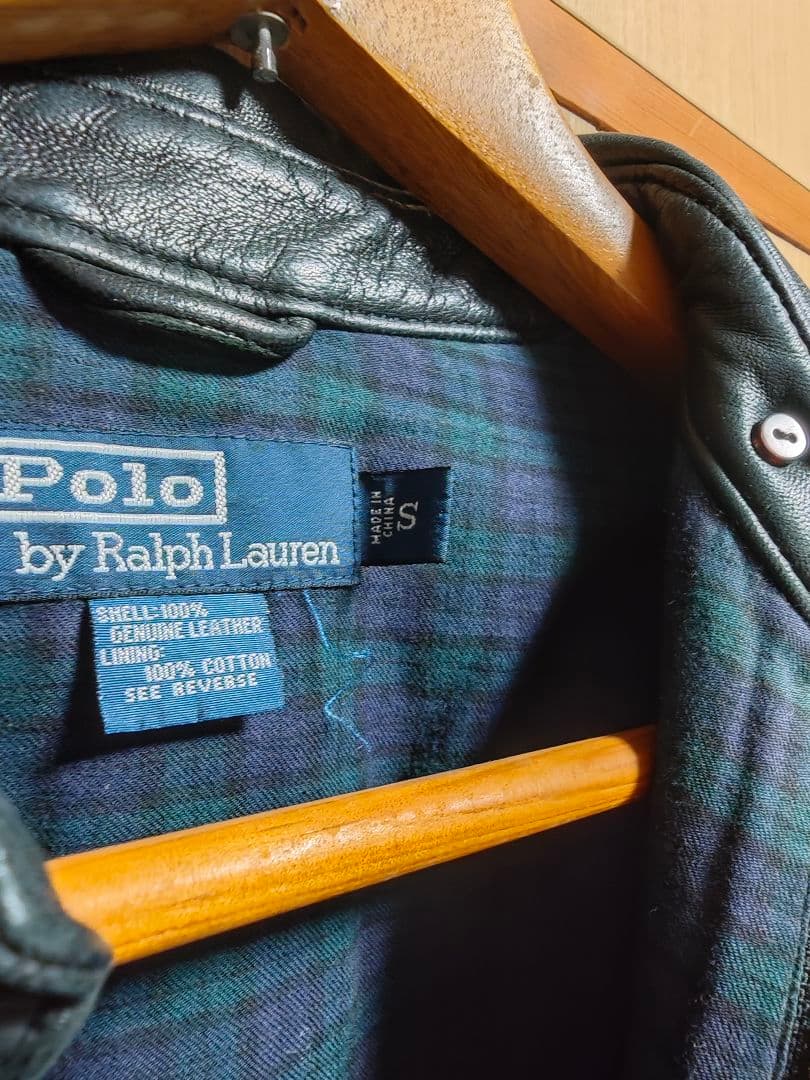 Polo
by Ralph Lauren
MADE IN
CHINA
S
SHELL:100%
GENUINE LEATHER
LINING:
100% COTTON
SEE REVERSE